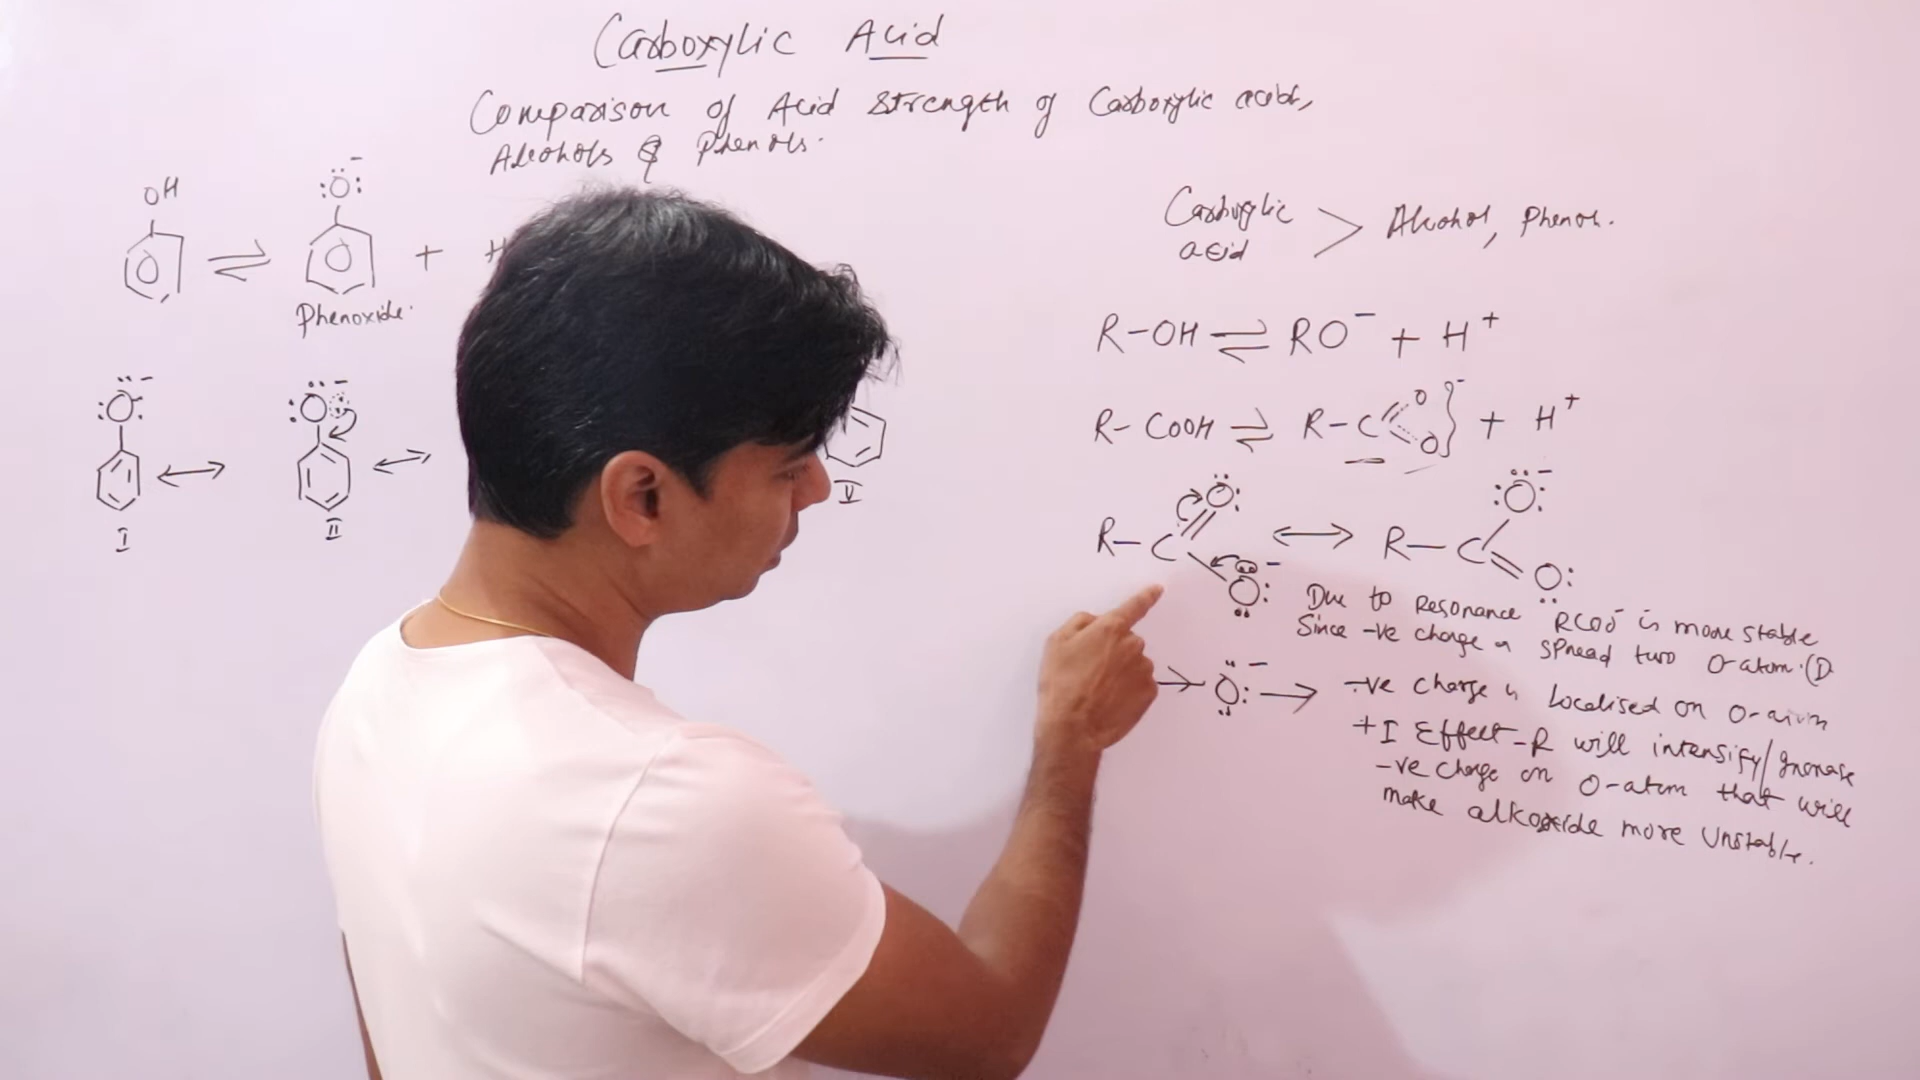 Carboxylic Acid
Comparison of Acid Strength of Carboxylic acids,
Alcohols & Phenols.
OH
:Ö:⁻
⇌ + H
Phenoxide.
:Ö:⁻ ↔ :Ö:⁻ ↔
I II V
Carboxylic
acid > Alcohol, Phenol.
R-OH ⇌ RO⁻ + H⁺
R-COOH ⇌ R-C O O}⁻ + H⁺
R-C Ö: Ö:⁻ ↔ R-C :Ö:⁻ O:
Due to Resonance RCOO⁻ is more stable
Since -ve charge is spread two O-atom. (D
→ Ö:⁻ → -ve charge is localised on O-atom
+I Effect -R will intensify/increase
-ve charge on O-atom that will
make alkoxide more Unstable.